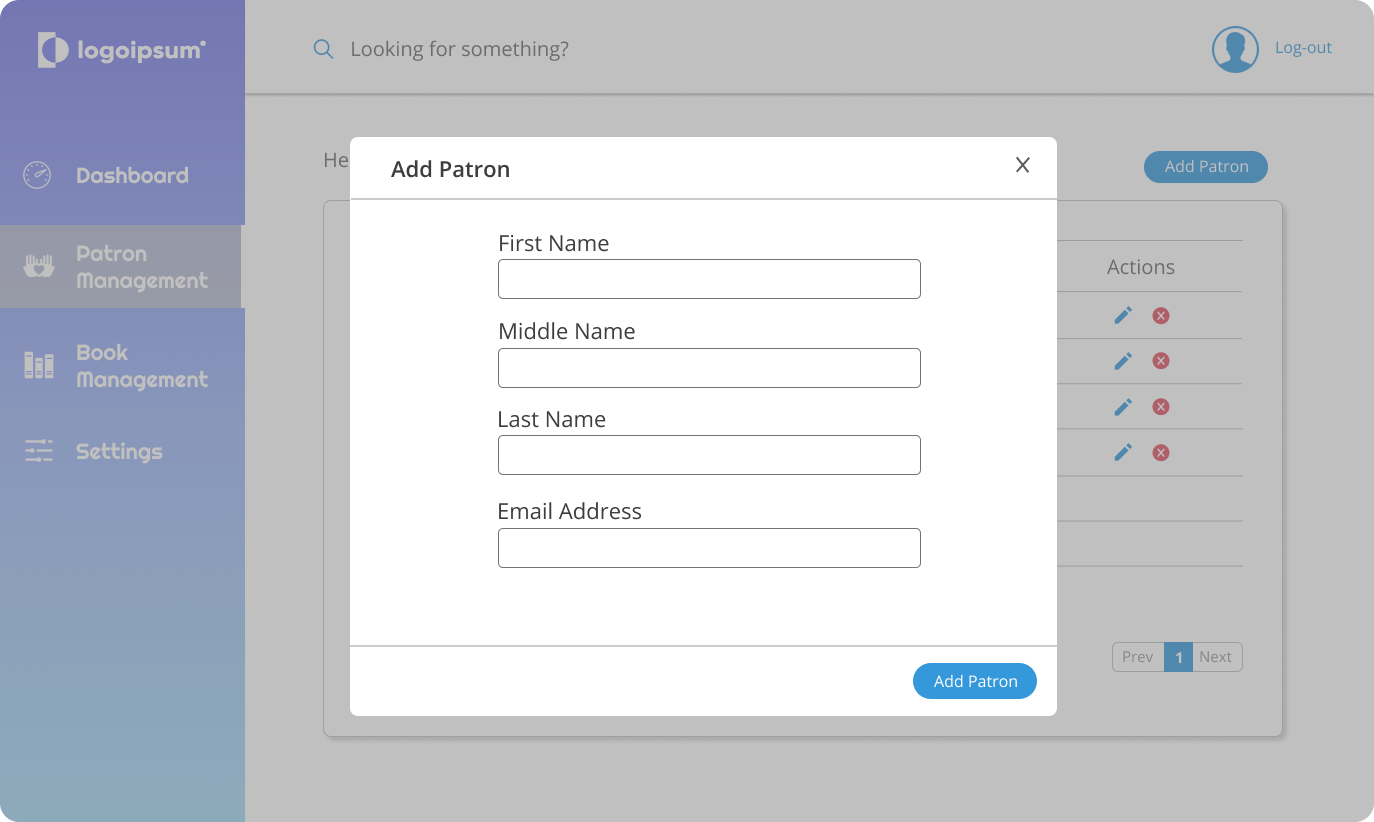 logoipsum
Looking for something?
Log-out
Dashboard
Patron
Management
Book
Management
Settings
He
Add Patron
Actions
Prev 1 Next
Add Patron
X
First Name
Middle Name
Last Name
Email Address
Add Patron